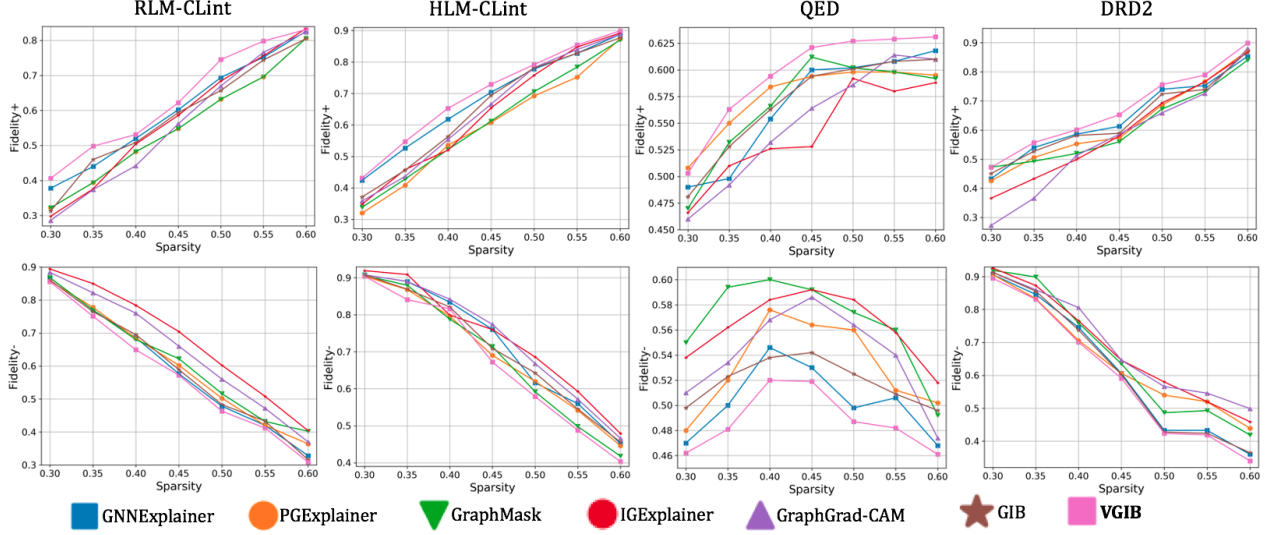 RLM-CLint HLM-CLint QED DRD2
Fidelity+ 0.8 0.7 0.6 0.5 0.4 0.3
0.30 0.35 0.40 0.45 0.50 0.55 0.60
Sparsity
Fidelity+ 0.9 0.8 0.7 0.6 0.5 0.4 0.3
0.30 0.35 0.40 0.45 0.50 0.55 0.60
Sparsity
Fidelity+ 0.625 0.600 0.575 0.550 0.525 0.500 0.475 0.450
0.30 0.35 0.40 0.45 0.50 0.55 0.60
Sparsity
Fidelity+ 0.9 0.8 0.7 0.6 0.5 0.4 0.3
0.30 0.35 0.40 0.45 0.50 0.55 0.60
Sparsity
Fidelity- 0.9 0.8 0.7 0.6 0.5 0.4 0.3
0.30 0.35 0.40 0.45 0.50 0.55 0.60
Sparsity
Fidelity- 0.9 0.8 0.7 0.6 0.5 0.4
0.30 0.35 0.40 0.45 0.50 0.55 0.60
Sparsity
Fidelity- 0.60 0.58 0.56 0.54 0.52 0.50 0.48 0.46
0.30 0.35 0.40 0.45 0.50 0.55 0.60
Sparsity
Fidelity- 0.9 0.8 0.7 0.6 0.5 0.4
0.30 0.35 0.40 0.45 0.50 0.55 0.60
Sparsity
GNNExplainer PGExplainer GraphMask IGExplainer GraphGrad-CAM GIB VGIB